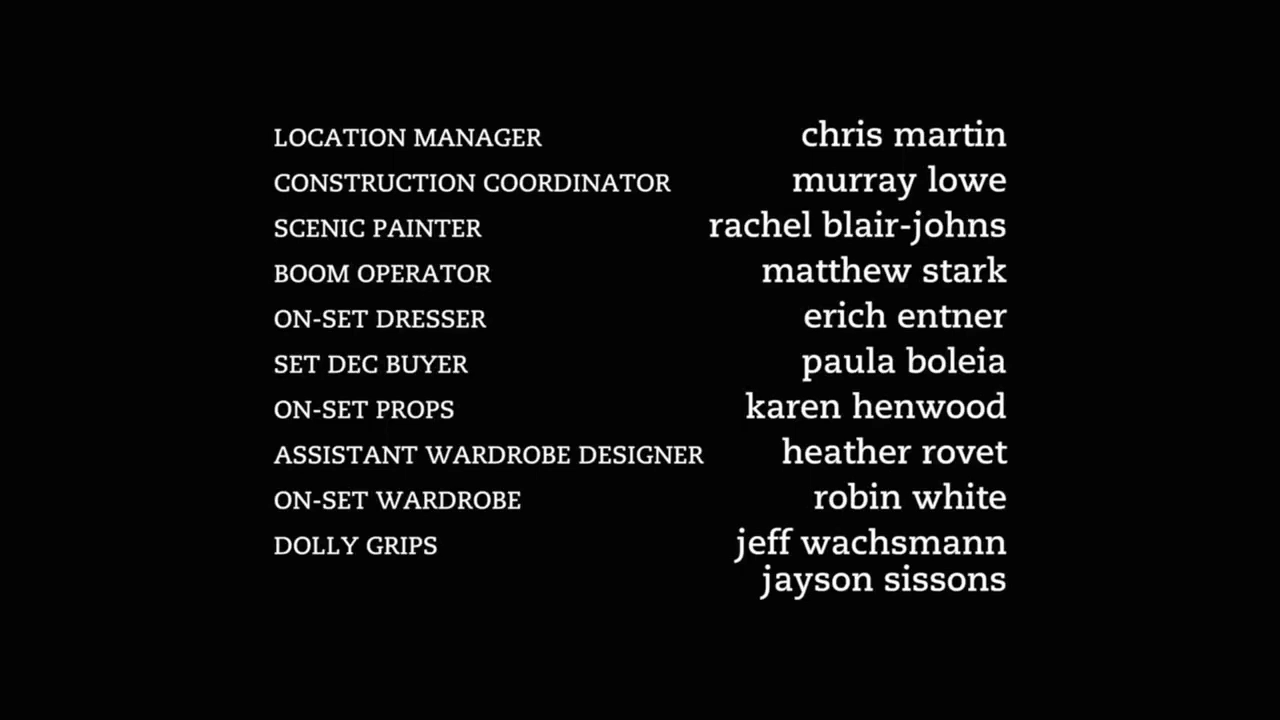 LOCATION MANAGER chris martin
CONSTRUCTION COORDINATOR murray lowe
SCENIC PAINTER rachel blair-johns
BOOM OPERATOR matthew stark
ON-SET DRESSER erich entner
SET DEC BUYER paula boleia
ON-SET PROPS karen henwood
ASSISTANT WARDROBE DESIGNER heather rovet
ON-SET WARDROBE robin white
DOLLY GRIPS jeff wachsmann
jayson sissons